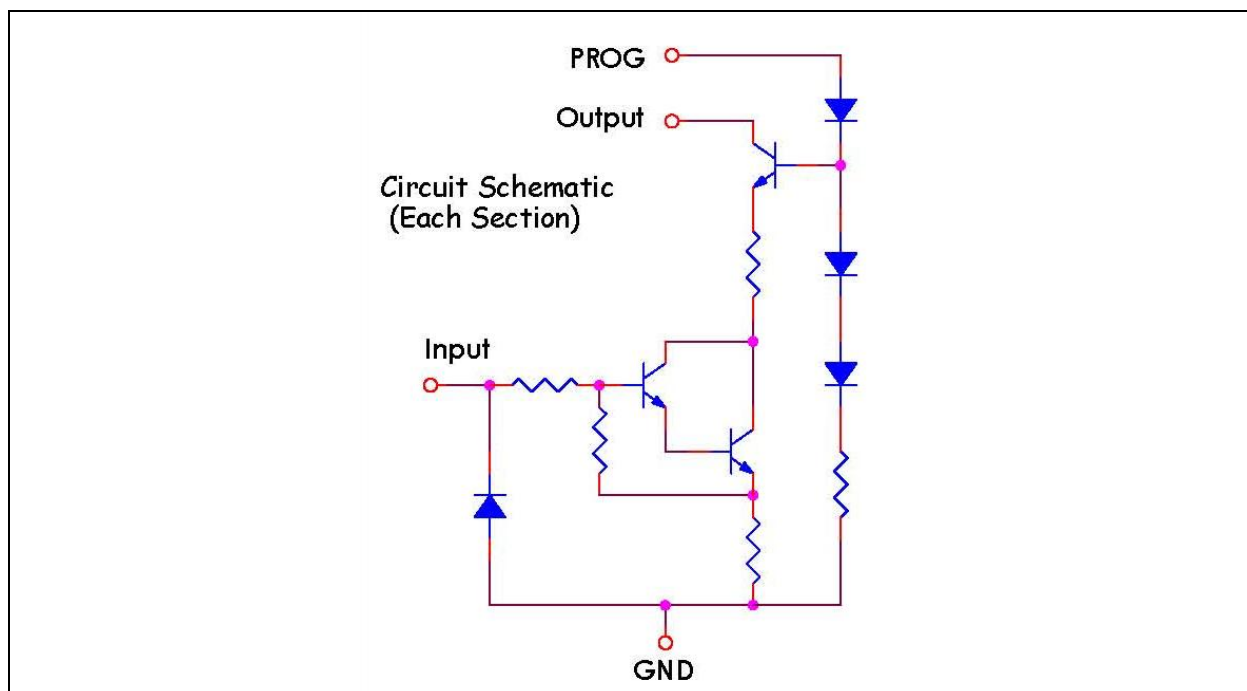 PROG
Output
Circuit Schematic
(Each Section)
Input
GND